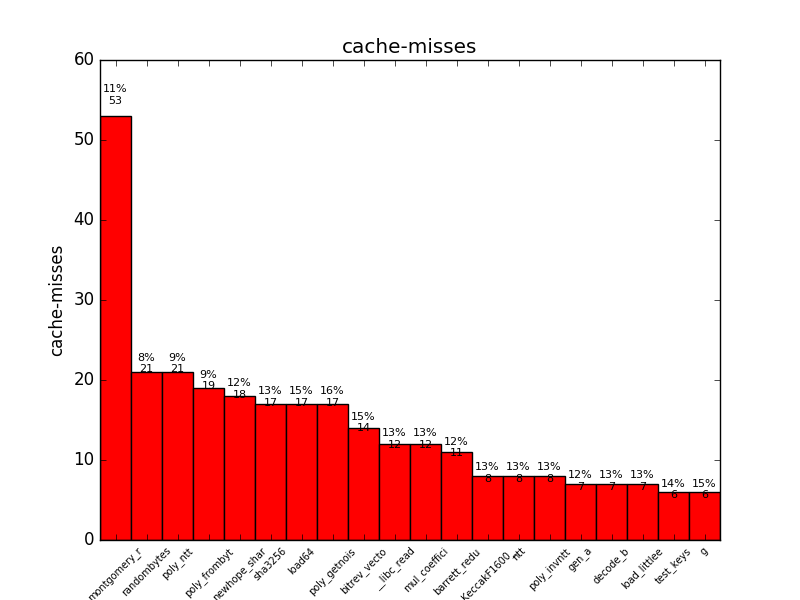 cache-misses
cache-misses
60
50
40
30
20
10
0
11%
53
8%
21
9%
21
9%
19
12%
18
13%
17
15%
17
16%
17
15%
14
13%
12
13%
12
12%
11
13%
8
13%
8
13%
8
12%
7
13%
7
13%
7
14%
6
15%
6
montgomery_r
randombytes
poly_ntt
poly_frombyt
newhope_shar
sha3256
load64
poly_getnois
bitrev_vecto
__libc_read
mul_coeffici
barrett_redu
KeccakF1600_
ntt
poly_invntt
gen_a
decode_b
load_littlee
test_keys
g